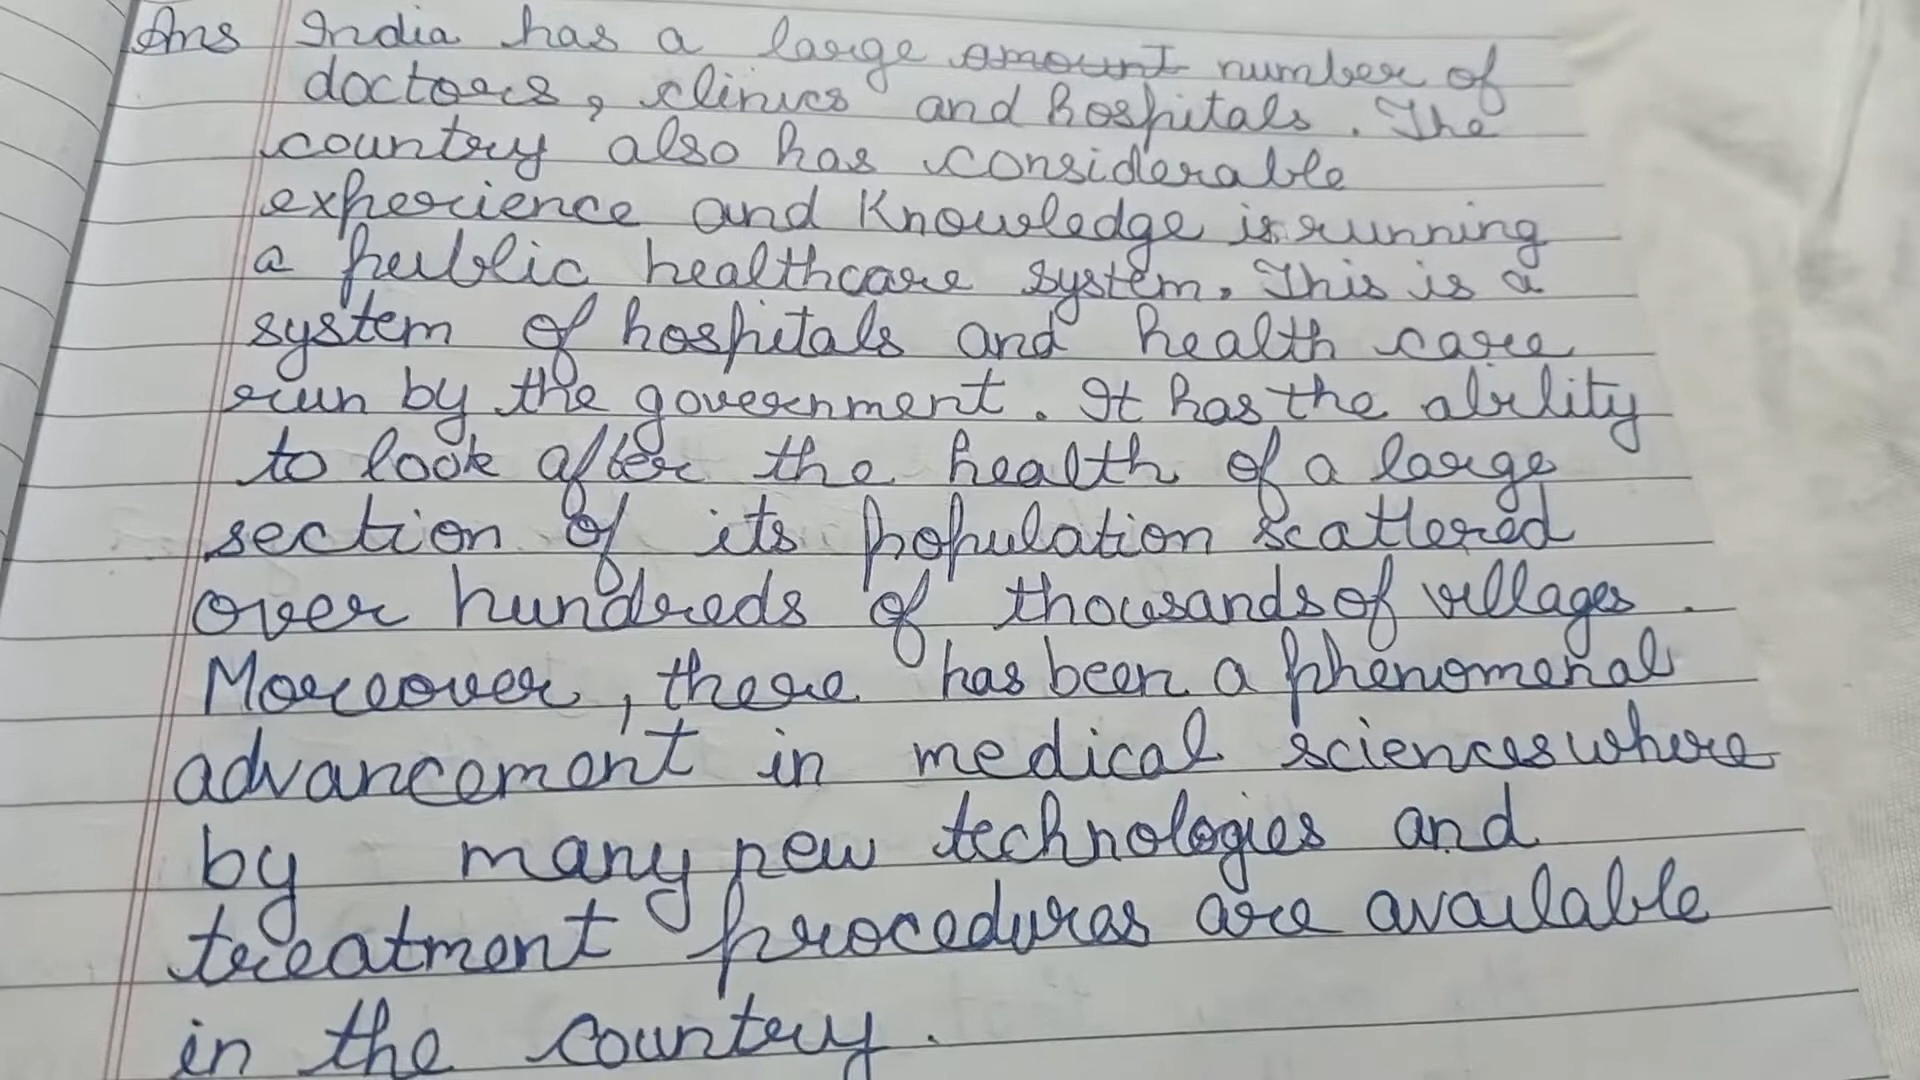 Ans India has a large amount number of
doctors, clinics and hospitals. The
country also has considerable
experience and Knowledge is running
a public healthcare system. This is a
system of hospitals and health care
run by the government. It has the ability
to look after the health of a large
section of its population scattered
over hundreds of thousands of villages.
Moreover, there has been a phenomenal
advancement in medical sciences where
by many new technologies and
treatment procedures are available
in the country.